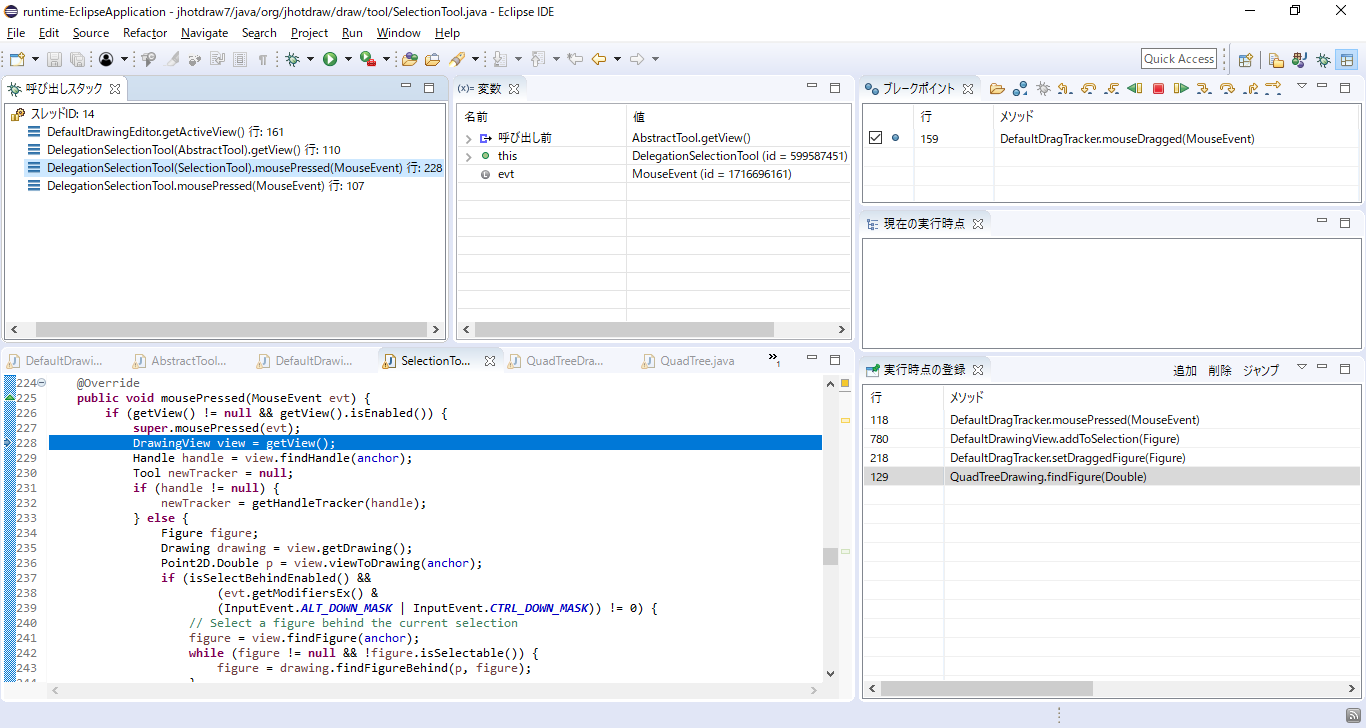 runtime-EclipseApplication - jhotdraw7/java/org/jhotdraw/draw/tool/SelectionTool.java - Eclipse IDE
File Edit Source Refactor Navigate Search Project Run Window Help
Quick Access
呼び出しスタック
スレッドID: 14
DefaultDrawingEditor.getActiveView() 行: 161
DelegationSelectionTool(AbstractTool).getView() 行: 110
DelegationSelectionTool(SelectionTool).mousePressed(MouseEvent) 行: 228
DelegationSelectionTool.mousePressed(MouseEvent) 行: 107
(x)= 変数
名前 値
呼び出し前 AbstractTool.getView()
this DelegationSelectionTool (id = 599587451)
evt MouseEvent (id = 1716696161)
ブレークポイント
行 メソッド
159 DefaultDragTracker.mouseDragged(MouseEvent)
現在の実行時点
DefaultDrawi... AbstractTool... DefaultDrawi... SelectionTo... QuadTreeDra... QuadTree.java »1
224 @Override
225 public void mousePressed(MouseEvent evt) {
226 if (getView() != null && getView().isEnabled()) {
227 super.mousePressed(evt);
228 DrawingView view = getView();
229 Handle handle = view.findHandle(anchor);
230 Tool newTracker = null;
231 if (handle != null) {
232 newTracker = getHandleTracker(handle);
233 } else {
234 Figure figure;
235 Drawing drawing = view.getDrawing();
236 Point2D.Double p = view.viewToDrawing(anchor);
237 if (isSelectBehindEnabled() &&
238 (evt.getModifiersEx() &
239 (InputEvent.ALT_DOWN_MASK | InputEvent.CTRL_DOWN_MASK)) != 0) {
240 // Select a figure behind the current selection
241 figure = view.findFigure(anchor);
242 while (figure != null && !figure.isSelectable()) {
243 figure = drawing.findFigureBehind(p, figure);
244 }
実行時点の登録 追加 削除 ジャンプ
行 メソッド
118 DefaultDragTracker.mousePressed(MouseEvent)
780 DefaultDrawingView.addToSelection(Figure)
218 DefaultDragTracker.setDraggedFigure(Figure)
129 QuadTreeDrawing.findFigure(Double)